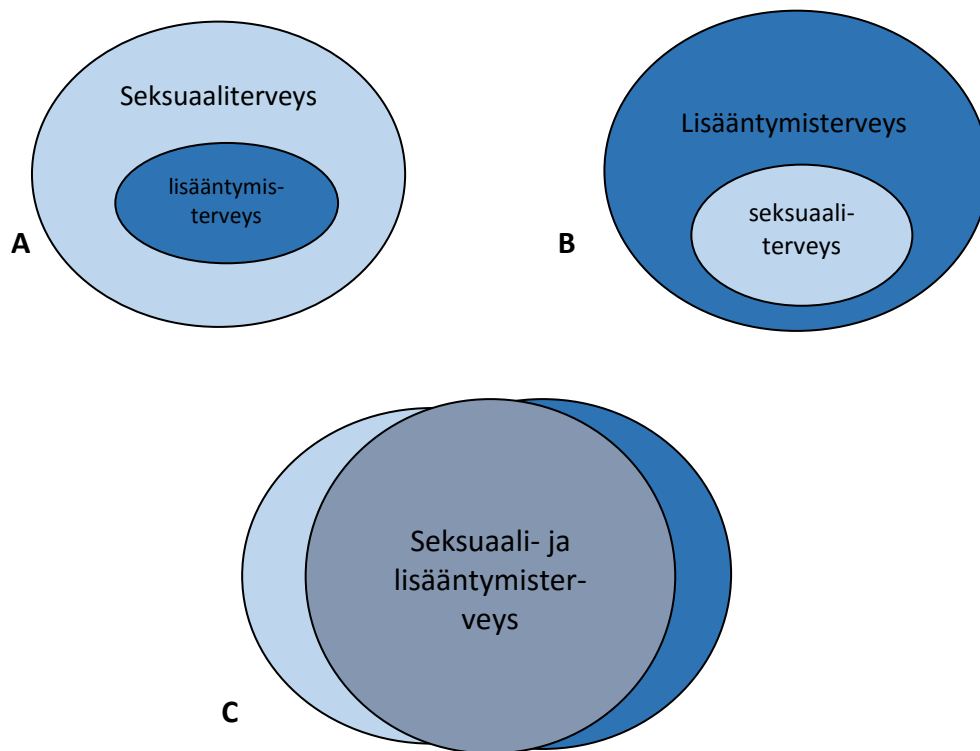 Seksuaaliterveys
lisääntymis-
terveys
A
Lisääntymisterveys
seksuaali-
terveys
B
Seksuaali- ja
lisääntymister-
veys
C